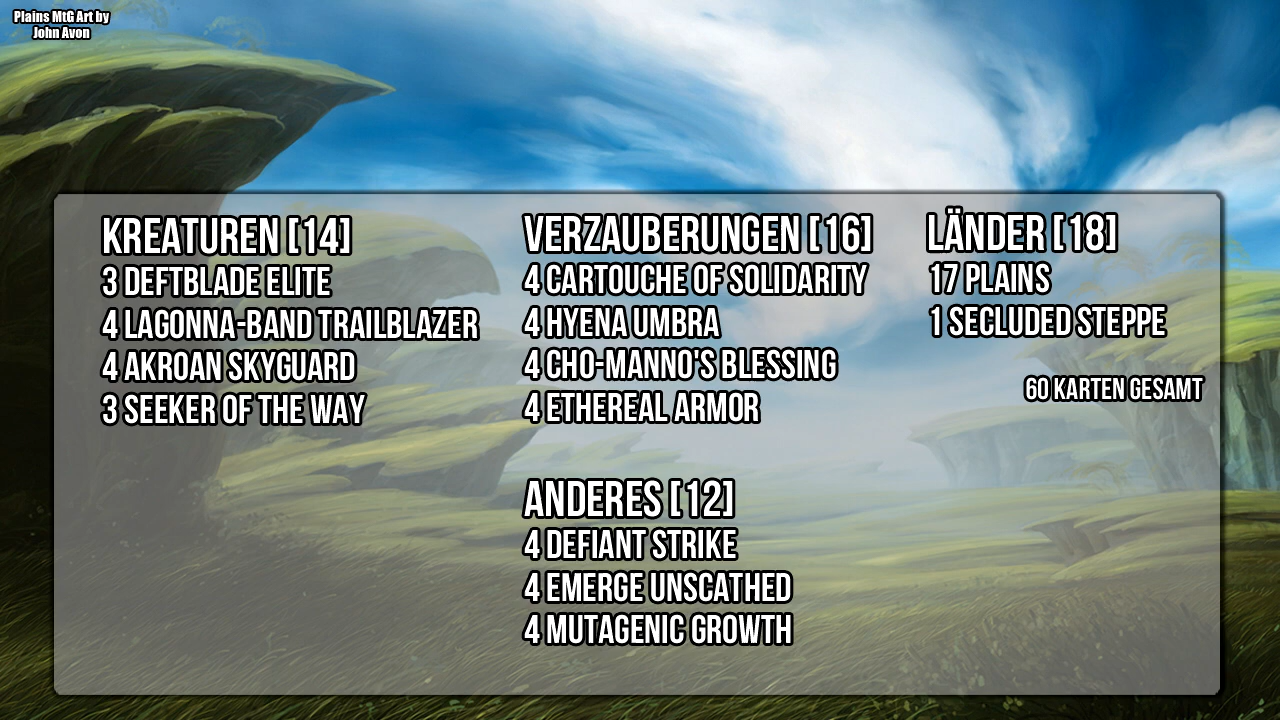 Plains MtG Art by
John Avon
KREATUREN [14]
3 DEFTBLADE ELITE
4 LAGONNA-BAND TRAILBLAZER
4 AKROAN SKYGUARD
3 SEEKER OF THE WAY
VERZAUBERUNGEN [16]
4 CARTOUCHE OF SOLIDARITY
4 HYENA UMBRA
4 CHO-MANNO'S BLESSING
4 ETHEREAL ARMOR
ANDERES [12]
4 DEFIANT STRIKE
4 EMERGE UNSCATHED
4 MUTAGENIC GROWTH
LÄNDER [18]
17 PLAINS
1 SECLUDED STEPPE
60 KARTEN GESAMT